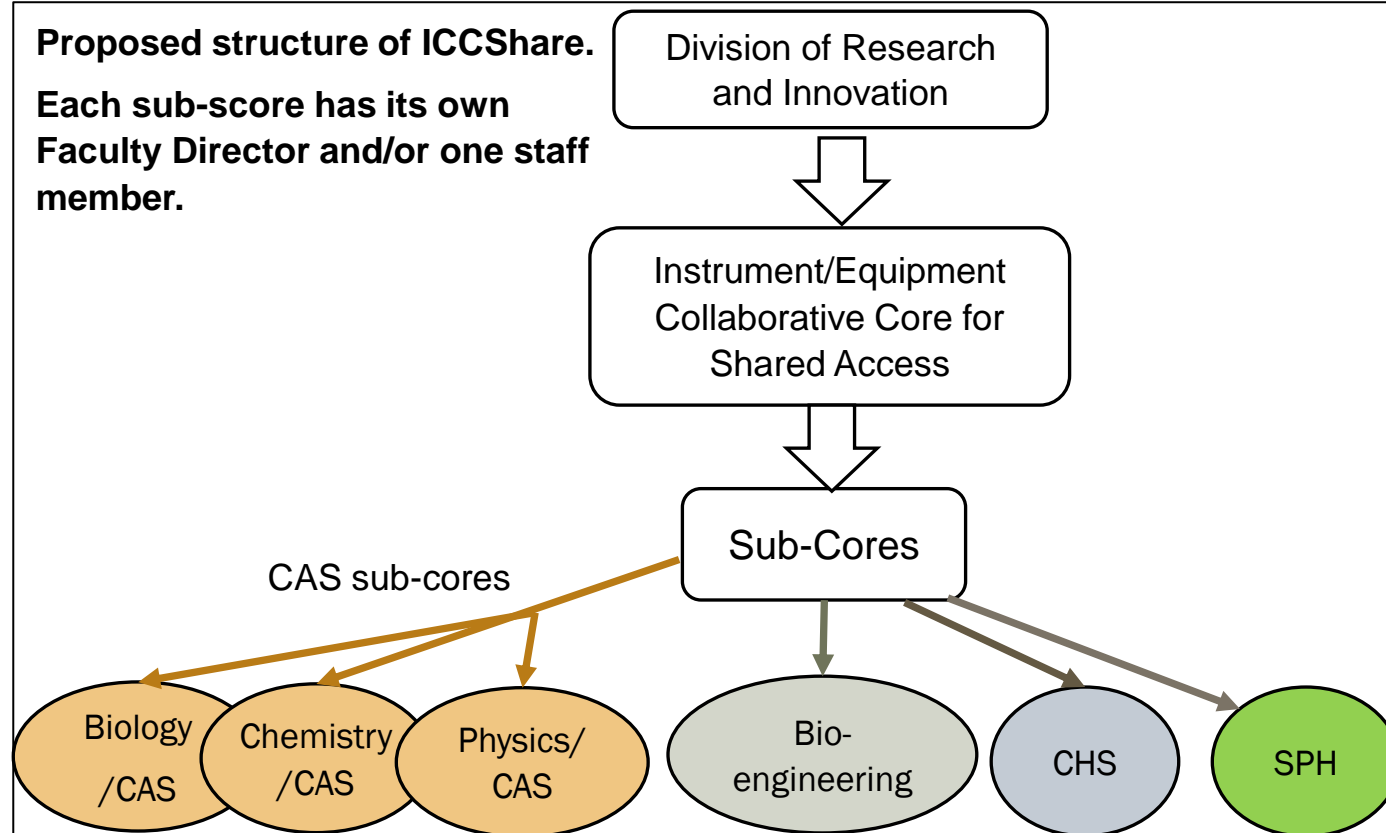 Proposed structure of ICCShare.
Each sub-score has its own
Faculty Director and/or one staff
member.
Division of Research
and Innovation
Instrument/Equipment
Collaborative Core for
Shared Access
Sub-Cores
CAS sub-cores
Biology
/CAS
Chemistry
/CAS
Physics/
CAS
Bio-
engineering
CHS
SPH